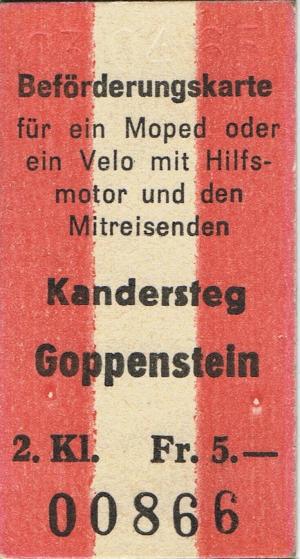 Beförderungskarte
für ein Moped oder
ein Velo mit Hilfs-
motor und den
Mitreisenden
Kandersteg
Goppenstein
2. Kl. Fr. 5.—
00866